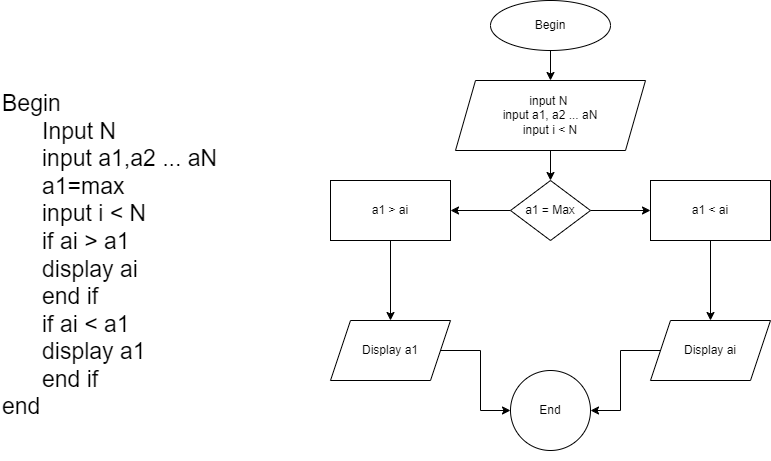 Begin
Input N
input a1,a2 ... aN
a1=max
input i < N
if ai > a1
display ai
end if
if ai < a1
display a1
end if
end
Begin
input N
input a1, a2 ... aN
input i < N
a1 > ai
a1 = Max
a1 < ai
Display a1
Display ai
End